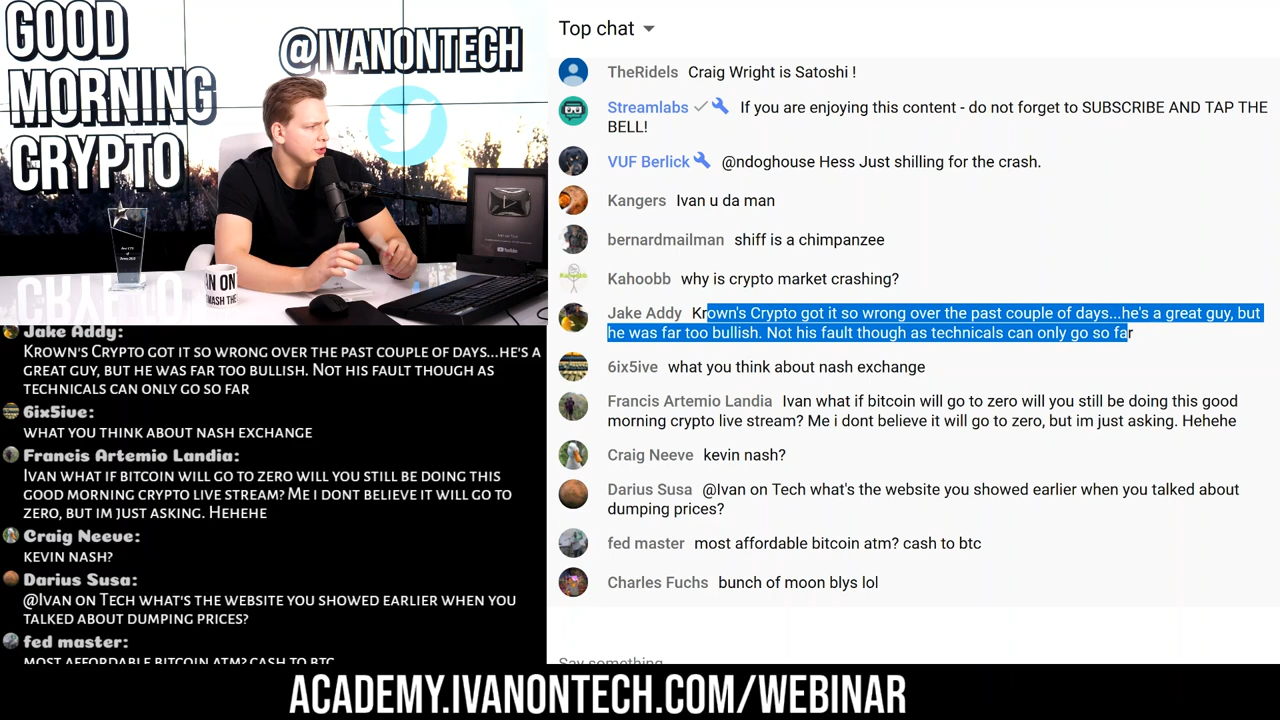 GOOD
MORNING
CRYPTO
@IVANONTECH
AN ON
MASH THE
Jake Addy:
KROWN'S CRYPTO GOT IT SO WRONG OVER THE PAST COUPLE OF DAYS...HE'S A
GREAT GUY, BUT HE WAS FAR TOO BULLISH. NOT HIS FAULT THOUGH AS
TECHNICALS CAN ONLY GO SO FAR
6ix5ive:
WHAT YOU THINK ABOUT NASH EXCHANGE
Francis Artemio Landia:
IVAN WHAT IF BITCOIN WILL GO TO ZERO WILL YOU STILL BE DOING THIS
GOOD MORNING CRYPTO LIVE STREAM? ME I DONT BELIEVE IT WILL GO TO
ZERO, BUT IM JUST ASKING. HEHEHE
Craig Neeve:
KEVIN NASH?
Darius Susa:
@IVAN ON TECH WHAT'S THE WEBSITE YOU SHOWED EARLIER WHEN YOU
TALKED ABOUT DUMPING PRICES?
fed master:
MOST AFFORDABLE BITCOIN ATM? CASH TO BTC
Top chat
TheRidels Craig Wright is Satoshi !
Streamlabs If you are enjoying this content - do not forget to SUBSCRIBE AND TAP THE
BELL!
VUF Berlick @ndoghouse Hess Just shilling for the crash.
Kangers Ivan u da man
bernardmailman shiff is a chimpanzee
Kahoobb why is crypto market crashing?
Jake Addy Krown's Crypto got it so wrong over the past couple of days...he's a great guy, but
he was far too bullish. Not his fault though as technicals can only go so far
6ix5ive what you think about nash exchange
Francis Artemio Landia Ivan what if bitcoin will go to zero will you still be doing this good
morning crypto live stream? Me i dont believe it will go to zero, but im just asking. Hehehe
Craig Neeve kevin nash?
Darius Susa @Ivan on Tech what's the website you showed earlier when you talked about
dumping prices?
fed master most affordable bitcoin atm? cash to btc
Charles Fuchs bunch of moon blys lol
Say something
ACADEMY.IVANONTECH.COM/WEBINAR